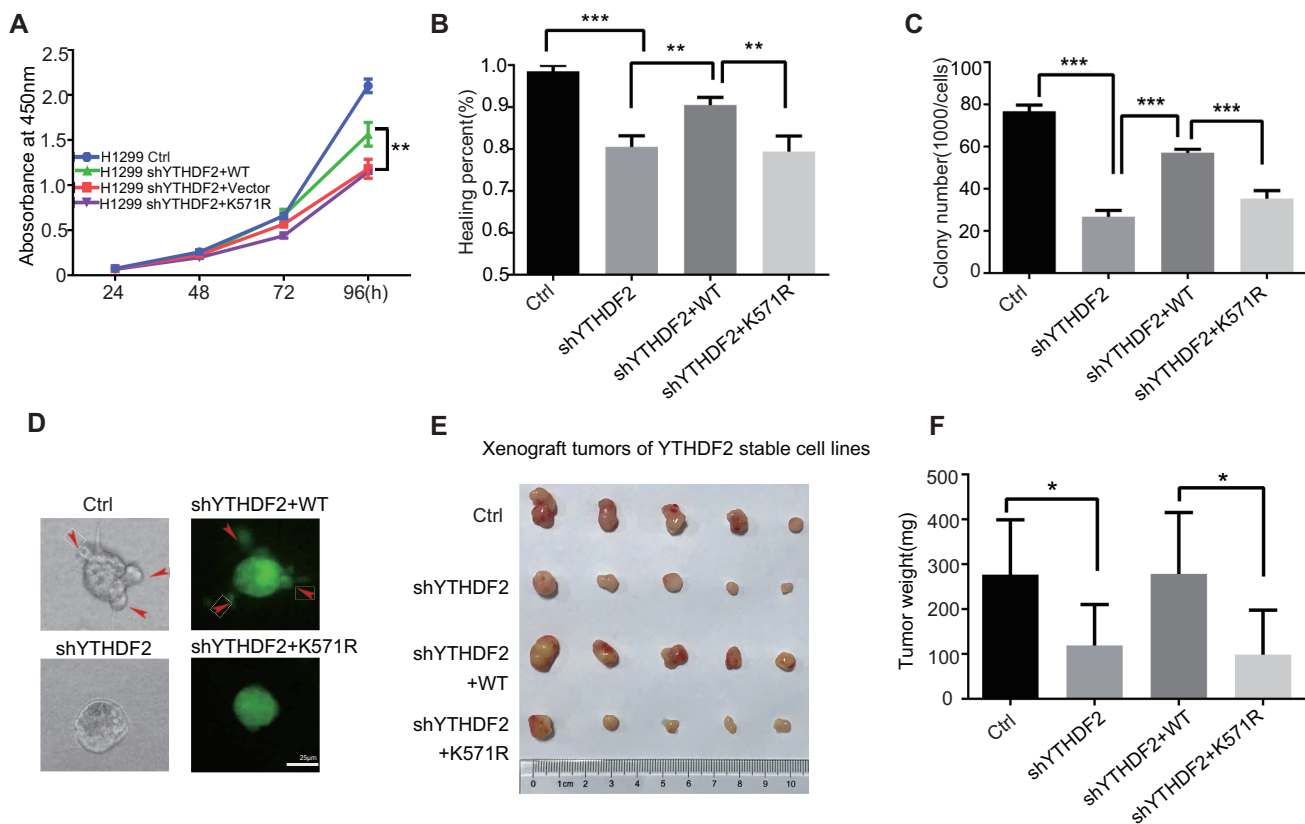 A
Abosorbance at 450nm
2.5
2.0
1.5
1.0
0.5
0.0
H1299 Ctrl
H1299 shYTHDF2+WT
H1299 shYTHDF2+Vector
H1299 shYTHDF2+K571R
**
24 48 72 96(h)
B
Healing percent(%)
1.0
0.9
0.8
0.7
0.6
0.5
***
**
**
Ctrl
shYTHDF2
shYTHDF2+WT
shYTHDF2+K571R
C
Colony number(1000/cells)
80
60
40
20
0
***
***
***
Ctrl
shYTHDF2
shYTHDF2+WT
shYTHDF2+K571R
D
Ctrl
shYTHDF2+WT
shYTHDF2
shYTHDF2+K571R
25μm
E
Xenograft tumors of YTHDF2 stable cell lines
Ctrl
shYTHDF2
shYTHDF2
+WT
shYTHDF2
+K571R
0 1cm 2 3 4 5 6 7 8 9 10
F
Tumor weight(mg)
500
400
300
200
100
0
*
*
Ctrl
shYTHDF2
shYTHDF2+WT
shYTHDF2+K571R